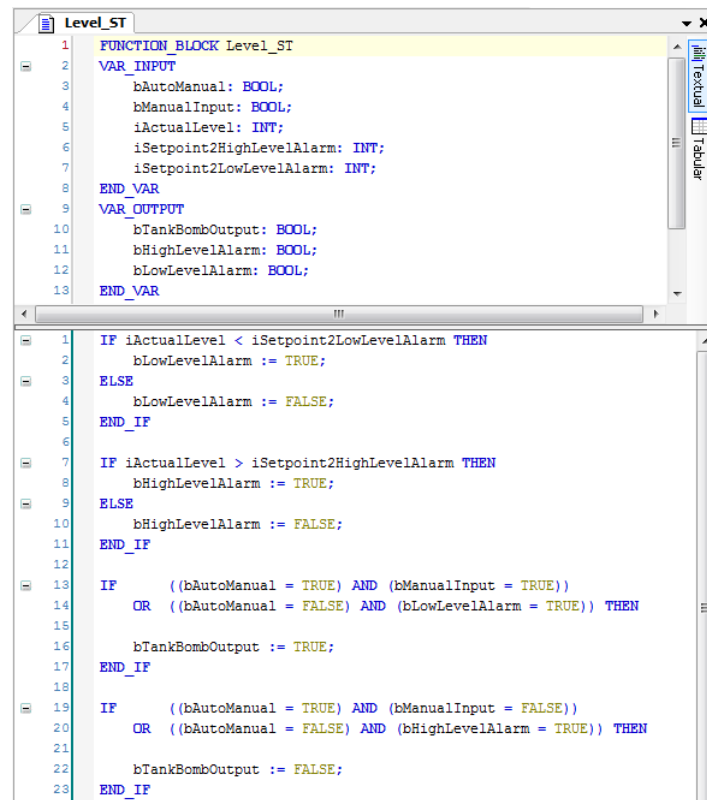 Level_ST
Textual
Tabular
1 FUNCTION_BLOCK Level_ST
2 VAR_INPUT
3 bAutoManual: BOOL;
4 bManualInput: BOOL;
5 iActualLevel: INT;
6 iSetpoint2HighLevelAlarm: INT;
7 iSetpoint2LowLevelAlarm: INT;
8 END_VAR
9 VAR_OUTPUT
10 bTankBombOutput: BOOL;
11 bHighLevelAlarm: BOOL;
12 bLowLevelAlarm: BOOL;
13 END_VAR
1 IF iActualLevel < iSetpoint2LowLevelAlarm THEN
2 bLowLevelAlarm := TRUE;
3 ELSE
4 bLowLevelAlarm := FALSE;
5 END_IF
6
7 IF iActualLevel > iSetpoint2HighLevelAlarm THEN
8 bHighLevelAlarm := TRUE;
9 ELSE
10 bHighLevelAlarm := FALSE;
11 END_IF
12
13 IF ((bAutoManual = TRUE) AND (bManualInput = TRUE))
14 OR ((bAutoManual = FALSE) AND (bLowLevelAlarm = TRUE)) THEN
15
16 bTankBombOutput := TRUE;
17 END_IF
18
19 IF ((bAutoManual = TRUE) AND (bManualInput = FALSE))
20 OR ((bAutoManual = FALSE) AND (bHighLevelAlarm = TRUE)) THEN
21
22 bTankBombOutput := FALSE;
23 END_IF